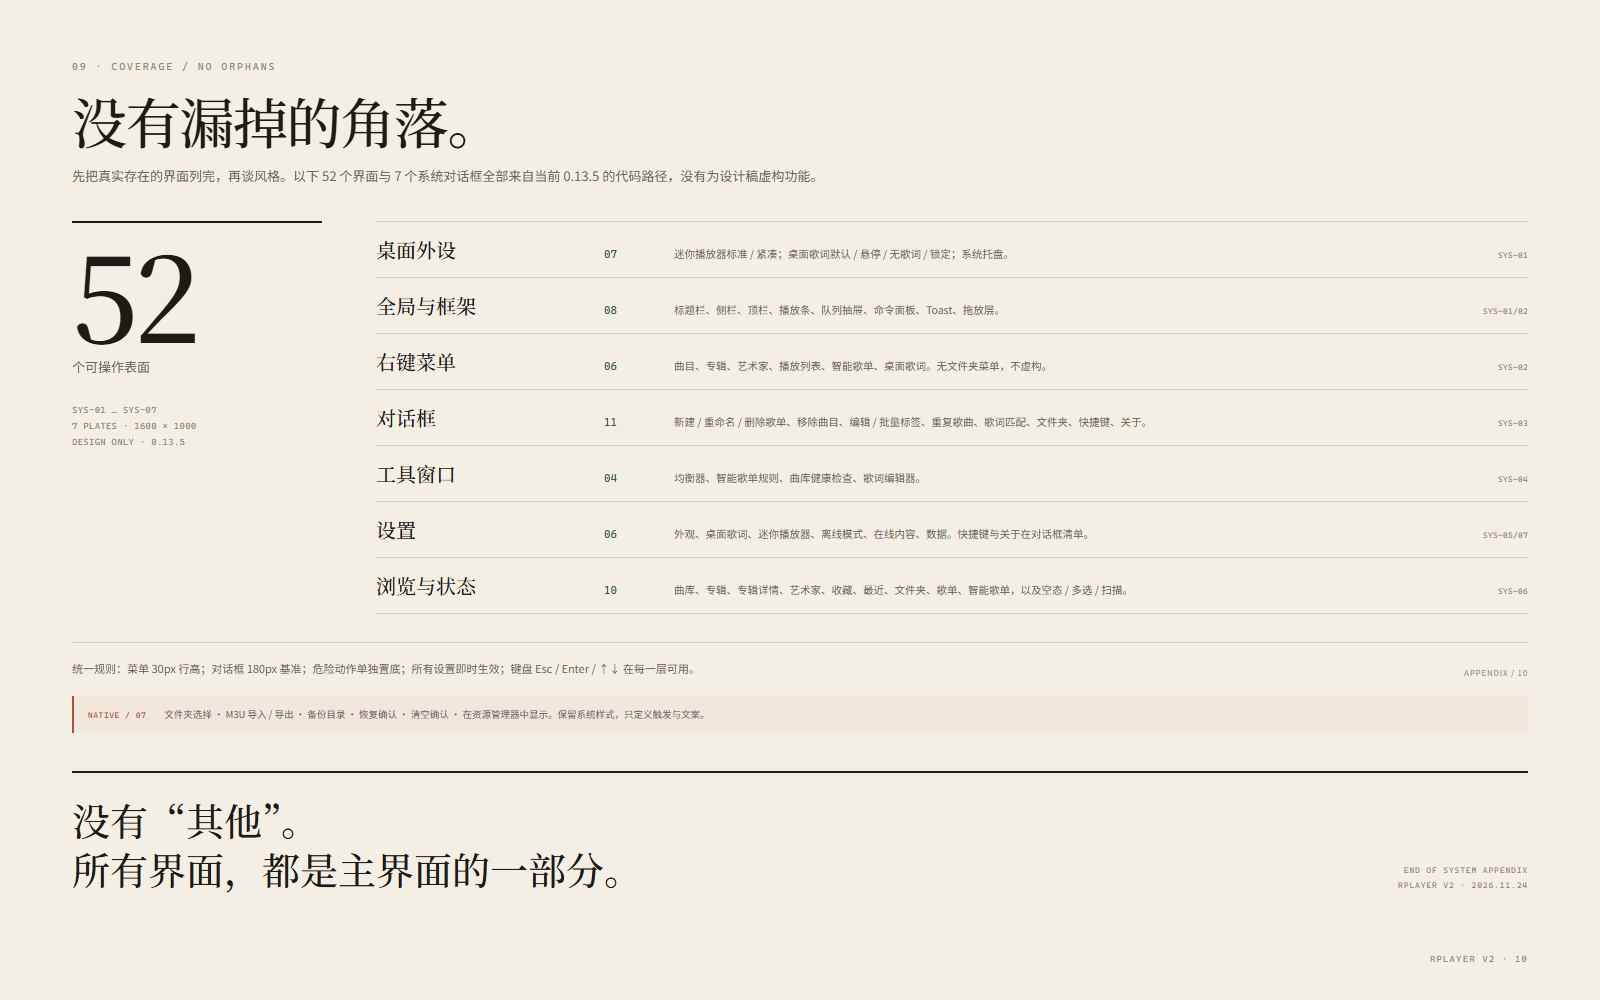 09 · COVERAGE / NO ORPHANS
没有漏掉的角落。
先把真实存在的界面列完，再谈风格。以下 52 个界面与 7 个系统对话框全部来自当前 0.13.5 的代码路径，没有为设计稿虚构功能。
52
个可操作表面
SYS-01 … SYS-07
7 PLATES · 1600 × 1000
DESIGN ONLY · 0.13.5
桌面外设 07 迷你播放器标准 / 紧凑；桌面歌词默认 / 悬停 / 无歌词 / 锁定；系统托盘。 SYS-01
全局与框架 08 标题栏、侧栏、顶栏、播放条、队列抽屉、命令面板、Toast、拖放层。 SYS-01/02
右键菜单 06 曲目、专辑、艺术家、播放列表、智能歌单、桌面歌词。无文件夹菜单，不虚构。 SYS-02
对话框 11 新建 / 重命名 / 删除歌单、移除曲目、编辑 / 批量标签、重复歌曲、歌词匹配、文件夹、快捷键、关于。 SYS-03
工具窗口 04 均衡器、智能歌单规则、曲库健康检查、歌词编辑器。 SYS-04
设置 06 外观、桌面歌词、迷你播放器、离线模式、在线内容、数据。快捷键与关于在对话框清单。 SYS-05/07
浏览与状态 10 曲库、专辑、专辑详情、艺术家、收藏、最近、文件夹、歌单、智能歌单，以及空态 / 多选 / 扫描。 SYS-06
统一规则：菜单 30px 行高；对话框 180px 基准；危险动作单独置底；所有设置即时生效；键盘 Esc / Enter / ↑ ↓ 在每一层可用。
APPENDIX / 10
NATIVE / 07 文件夹选择 · M3U 导入 / 导出 · 备份目录 · 恢复确认 · 清空确认 · 在资源管理器中显示。保留系统样式，只定义触发与文案。
没有“其他”。
所有界面，都是主界面的一部分。
END OF SYSTEM APPENDIX
RPLAYER V2 · 2026.11.24
RPLAYER V2 · 10